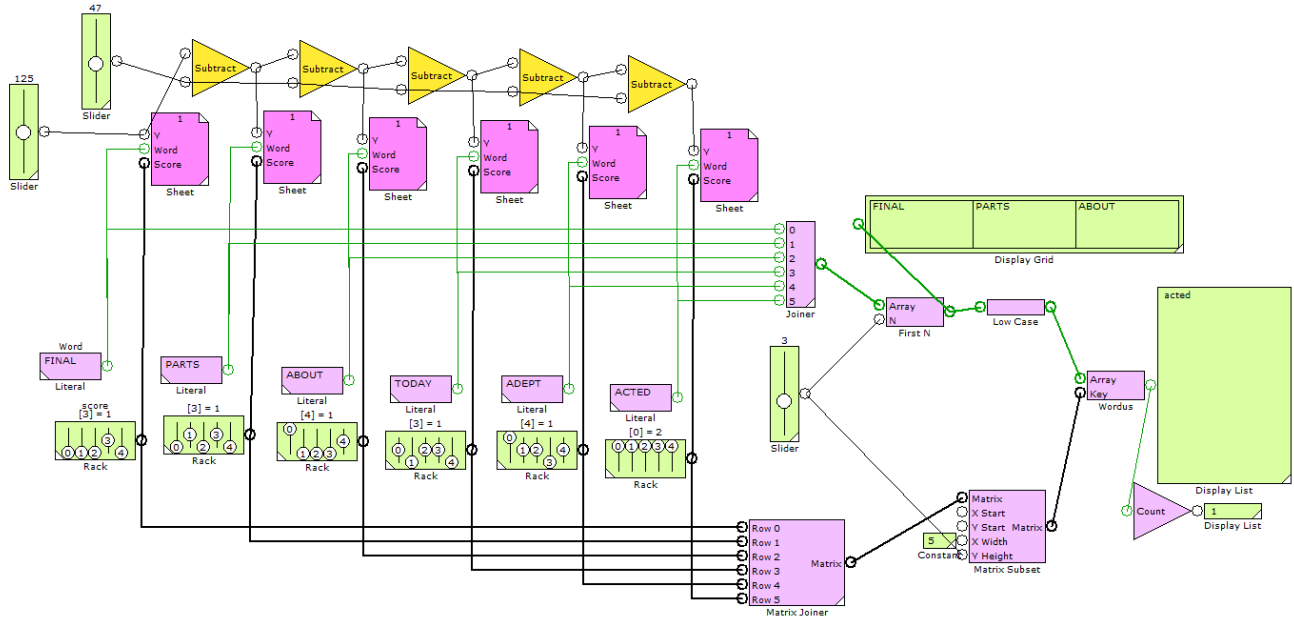 47
Slider
125
Slider
Subtract
Subtract
Subtract
Subtract
Subtract
1
Y
Word
Score
Sheet
1
Y
Word
Score
Sheet
1
Y
Word
Score
Sheet
1
Y
Word
Score
Sheet
1
Y
Word
Score
Sheet
1
Y
Word
Score
Sheet
0
1
2
3
4
5
Joiner
FINAL PARTS ABOUT
Display Grid
Array
N
First N
Low Case
acted
Display List
Word
FINAL
Literal
PARTS
Literal
ABOUT
Literal
TODAY
Literal
ADEPT
Literal
ACTED
Literal
3
Slider
Array
Key
Wordus
score
[3] = 1
0 1 2 3 4
Rack
[3] = 1
0 1 2 3 4
Rack
[4] = 1
0 1 2 3 4
Rack
[3] = 1
0 1 2 3 4
Rack
[4] = 1
0 1 2 3 4
Rack
[0] = 2
0 1 2 3 4
Rack
Count
1
Display List
Matrix
X Start
Y Start Matrix
X Width
Y Height
Matrix Subset
5
Constant
Row 0
Row 1
Row 2
Row 3
Row 4
Row 5
Matrix
Matrix Joiner